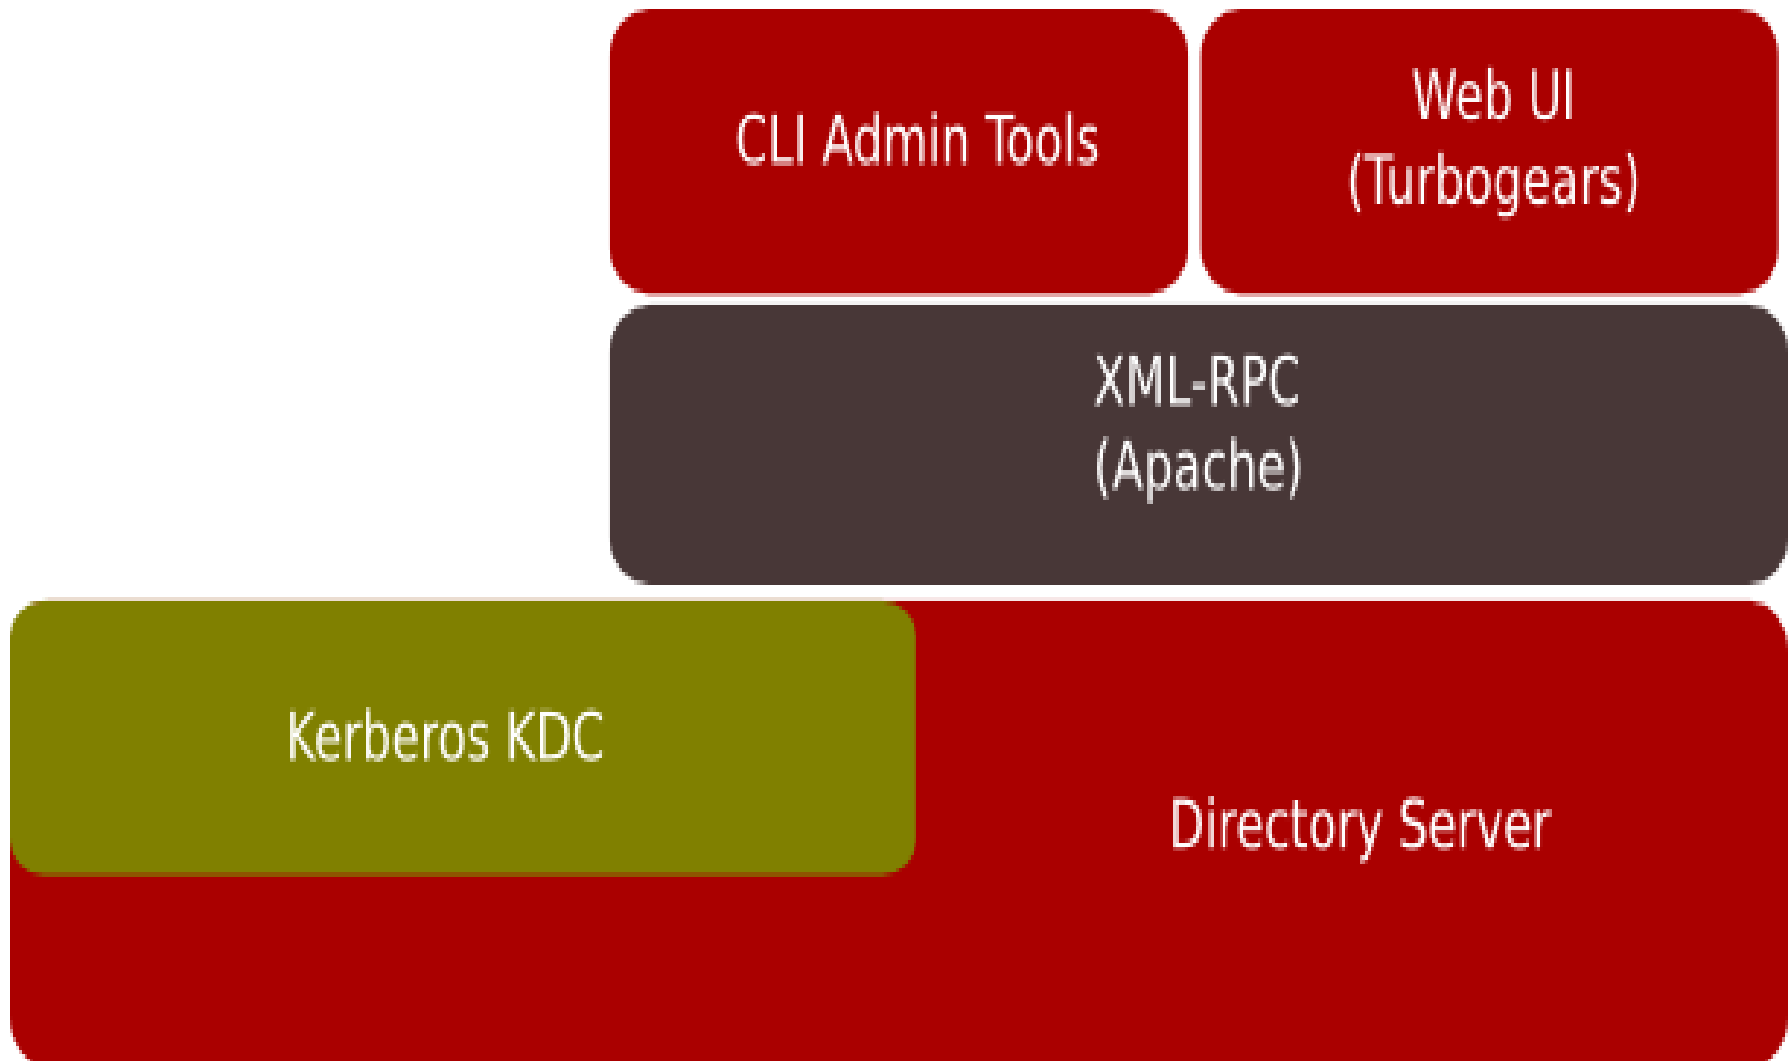 CLI Admin Tools
Web UI
(Turbogears)
XML-RPC
(Apache)
Kerberos KDC
Directory Server